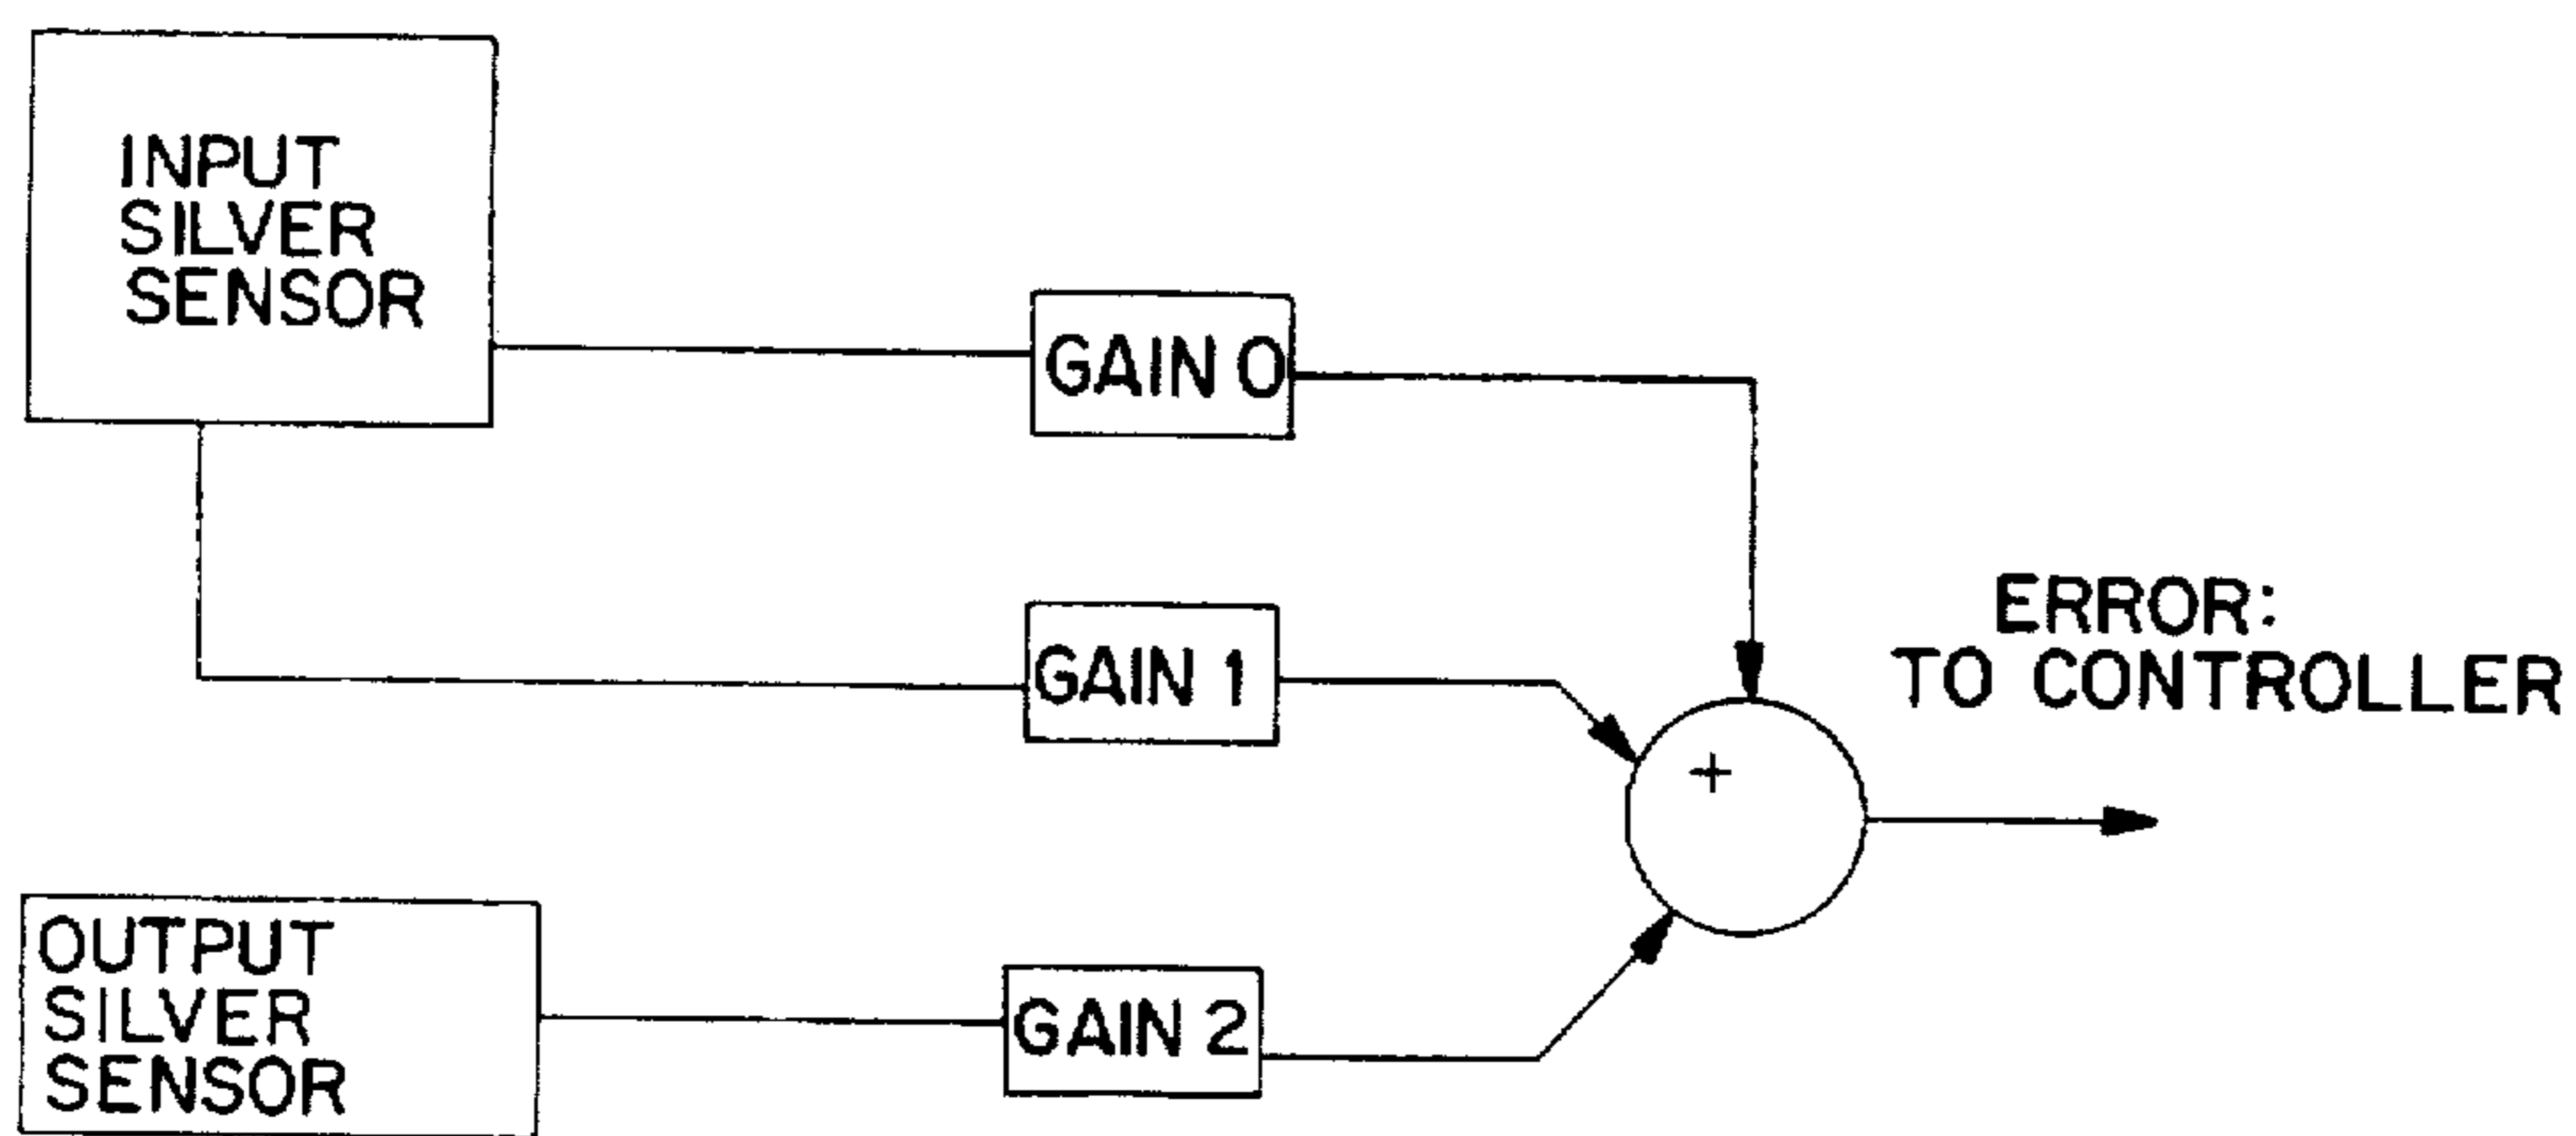 INPUT
SILVER
SENSOR
GAIN 0
GAIN 1
ERROR:
TO CONTROLLER
+
OUTPUT
SILVER
SENSOR
GAIN 2